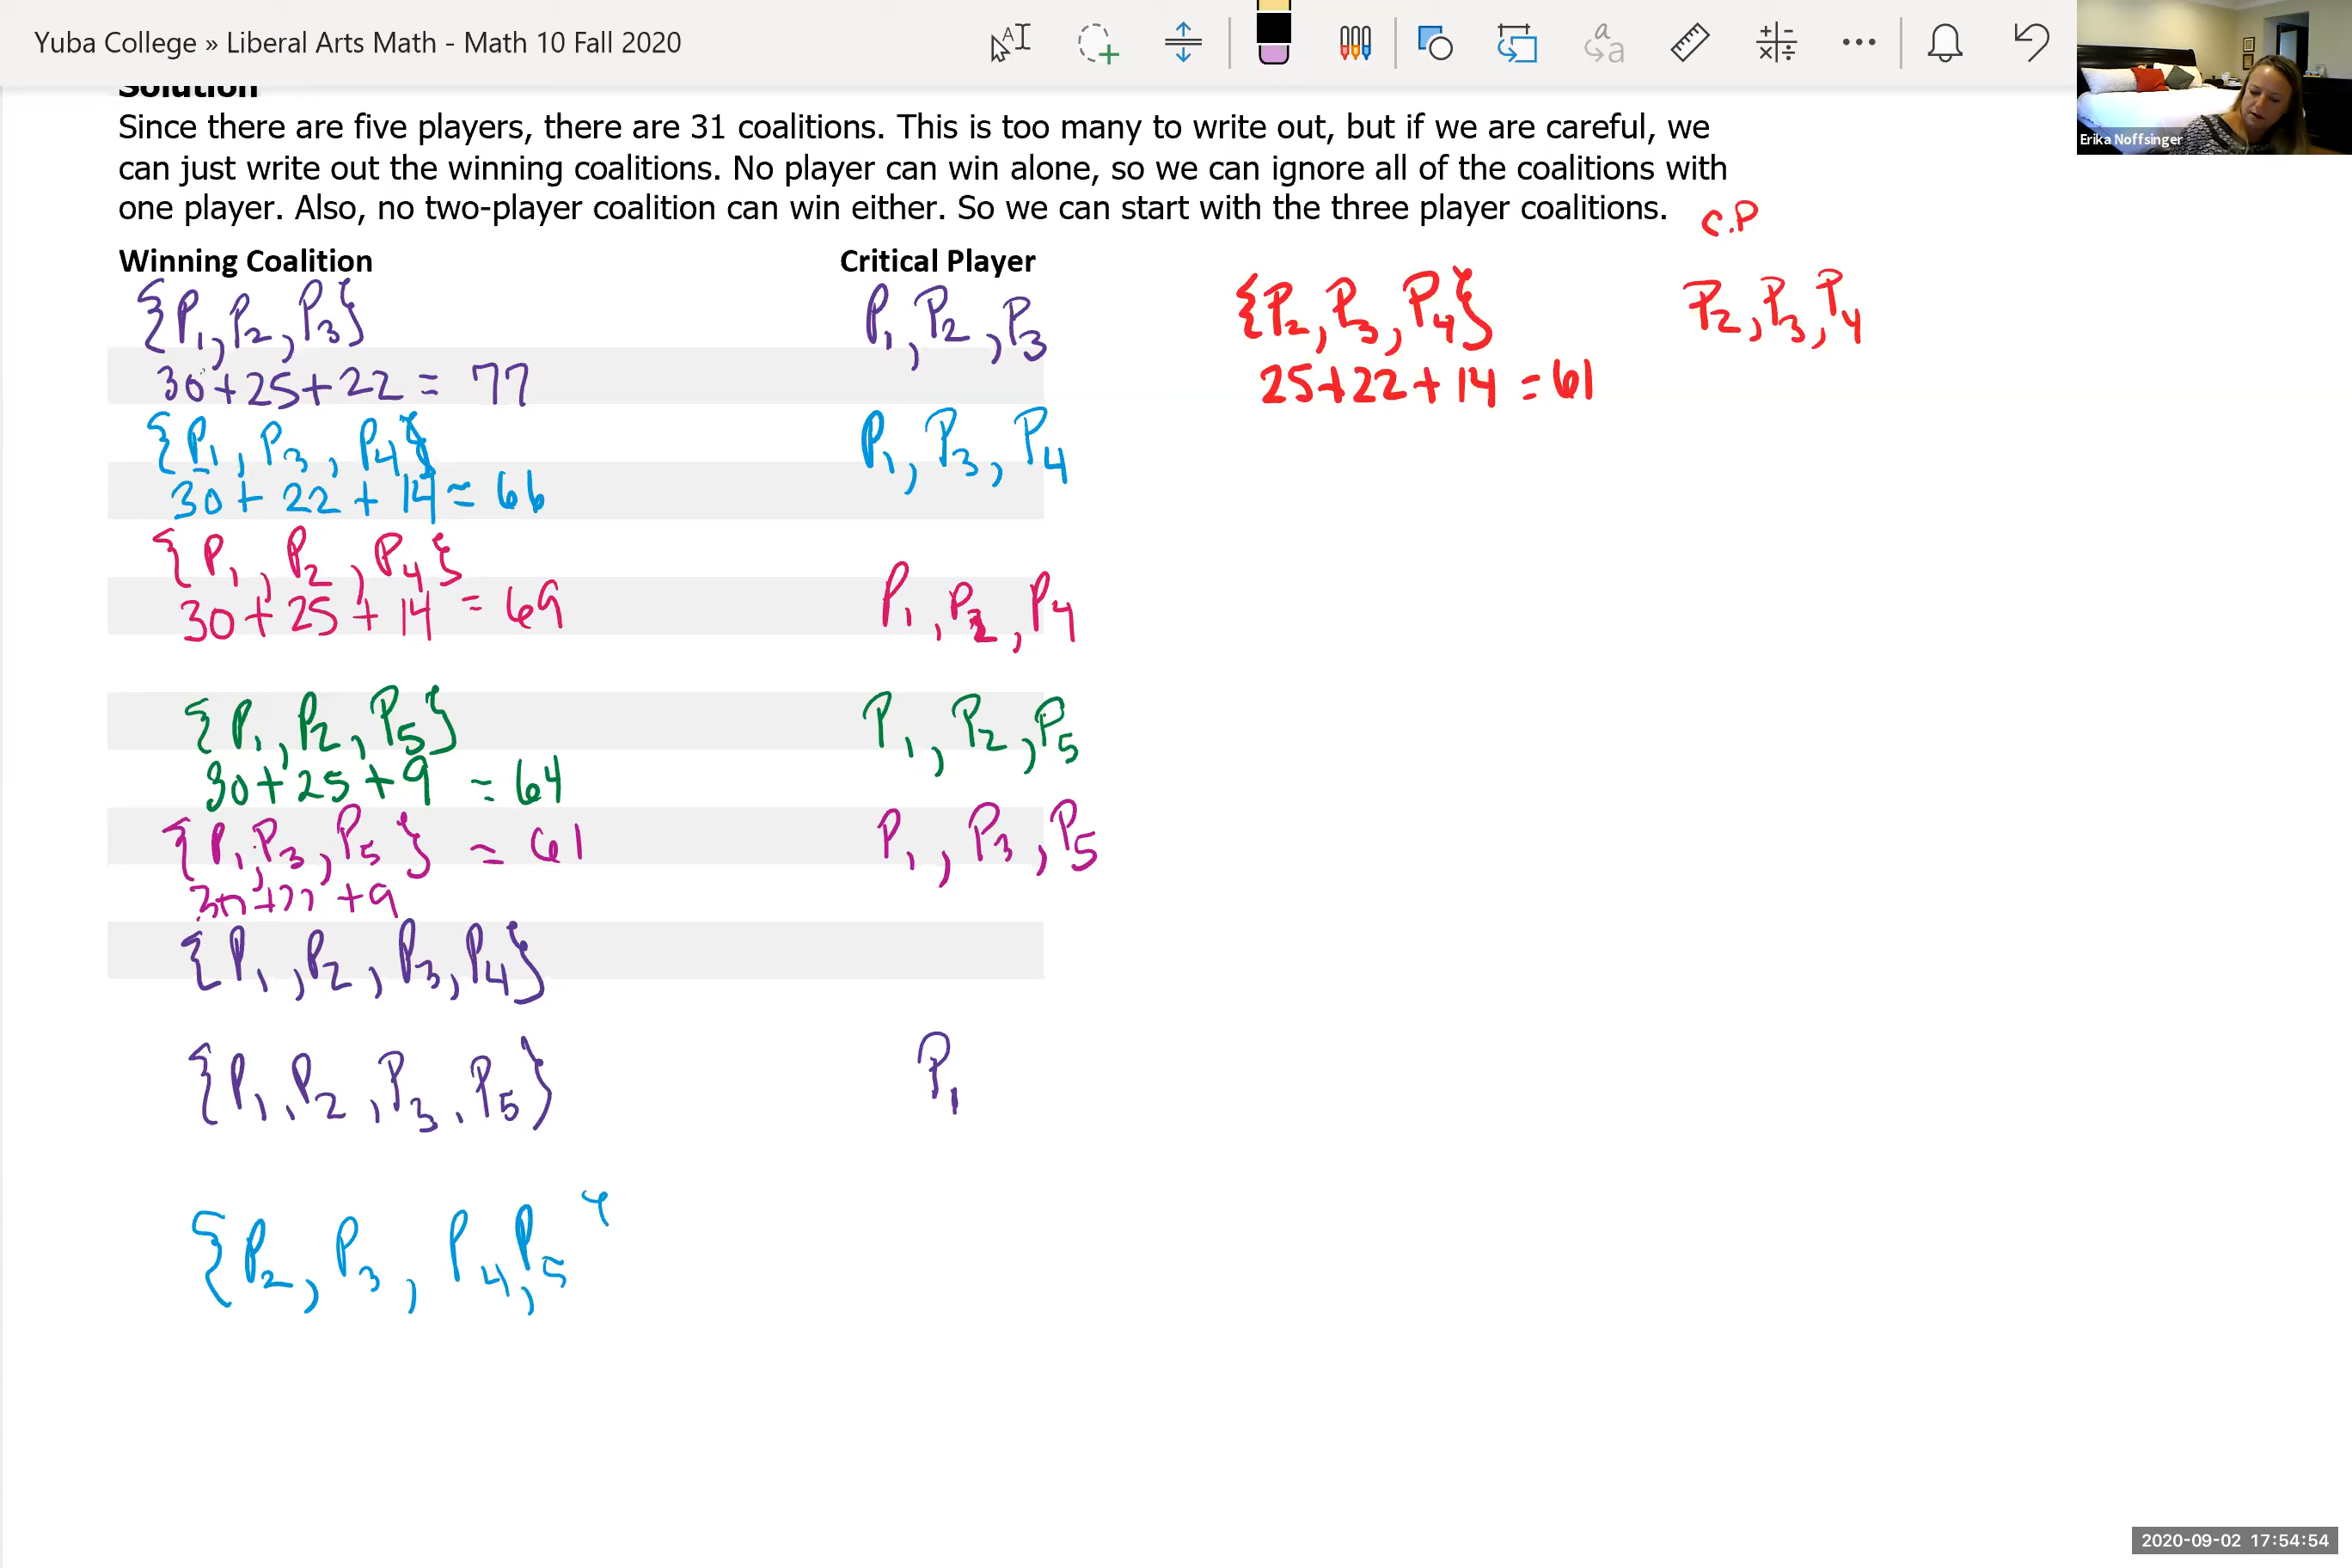 Yuba College » Liberal Arts Math - Math 10 Fall 2020
Erika Noffsinger
Solution
Since there are five players, there are 31 coalitions. This is too many to write out, but if we are careful, we
can just write out the winning coalitions. No player can win alone, so we can ignore all of the coalitions with
one player. Also, no two-player coalition can win either. So we can start with the three player coalitions.
C.P
Winning Coalition Critical Player
{P₁, P₂, P₃} P₁, P₂, P₃ {P₂, P₃, P₄} P₂, P₃, P₄
30 + 25 + 22 = 77 25 + 22 + 14 = 61
{P₁, P₃, P₄} P₁, P₃, P₄
30 + 22 + 14 = 66
{P₁, P₂, P₄} P₁, P₂, P₄
30 + 25 + 14 = 69
{P₁, P₂, P₅} P₁, P₂, P₅
30 + 25 + 9 = 64
{P₁, P₃, P₅} = 61 P₁, P₃, P₅
30 + 22 + 9
{P₁, P₂, P₃, P₄}
{P₁, P₂, P₃, P₅} P₁
{P₂, P₃, P₄, P₅
2020-09-02 17:54:54